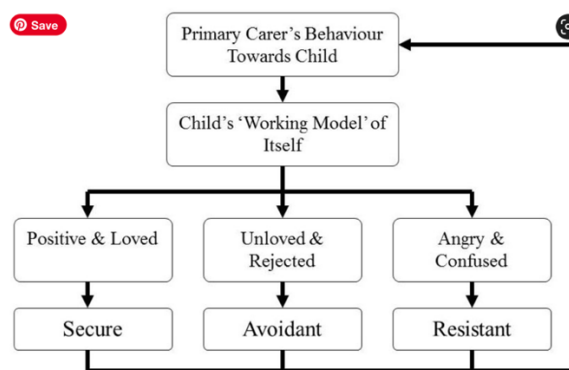 Save
Primary Carer's Behaviour
Towards Child
Child's 'Working Model' of
Itself
Positive & Loved
Unloved &
Rejected
Angry &
Confused
Secure
Avoidant
Resistant